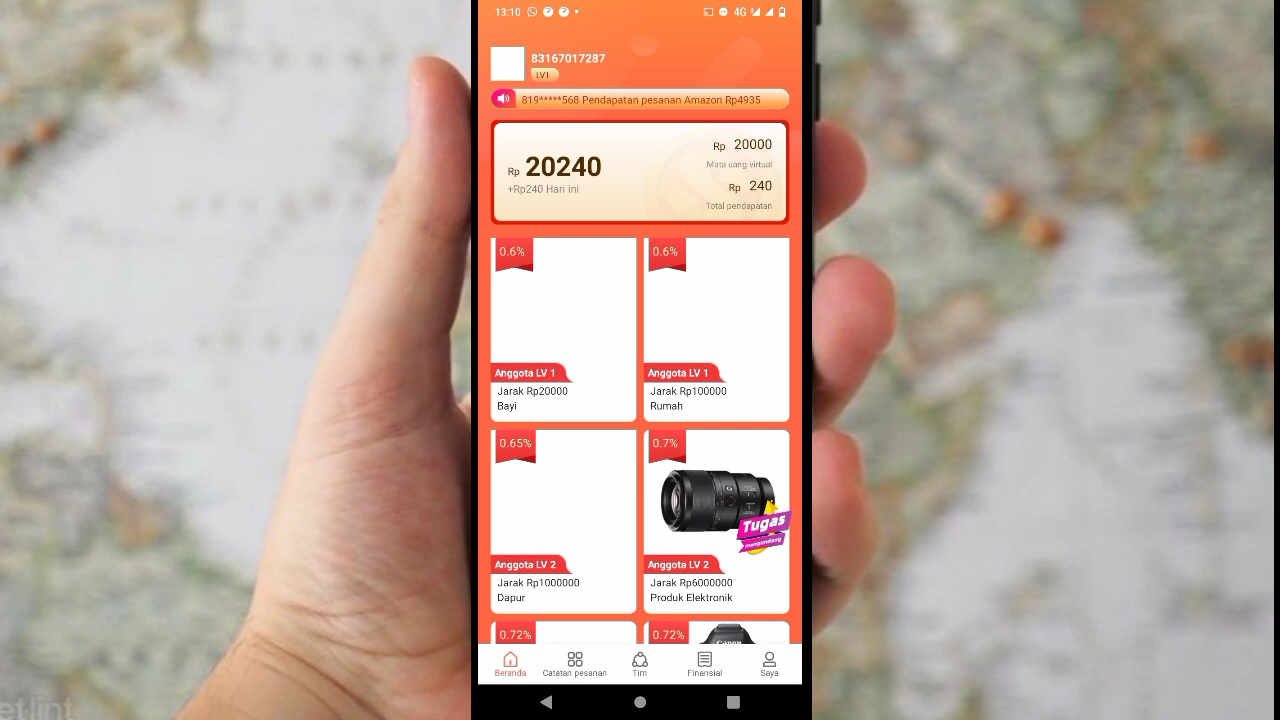 13:10
4G
83167017287
LV1
819*****568 Pendapatan pesanan Amazon Rp4935
Rp 20240
+Rp240 Hari ini
Rp 20000
Mata uang virtual
Rp 240
Total pendapatan
0.6%
Anggota LV 1
Jarak Rp20000
Bayi
0.6%
Anggota LV 1
Jarak Rp100000
Rumah
0.65%
Anggota LV 2
Jarak Rp1000000
Dapur
0.7%
Tugas
mengundang
Anggota LV 2
Jarak Rp6000000
Produk Elektronik
0.72%
0.72%
Canon
Beranda
Catatan pesanan
Tim
Finansial
Saya